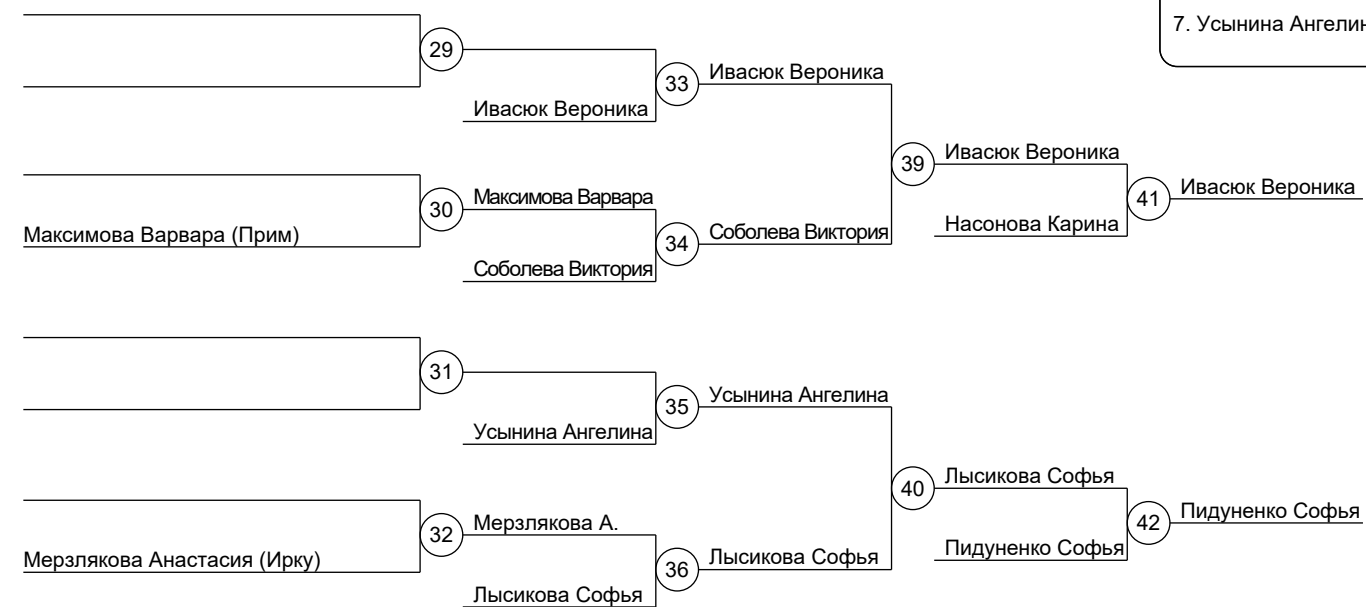 7. Усынина Ангелин
29
33
Ивасюк Вероника
Ивасюк Вероника
39
Ивасюк Вероника
41
Ивасюк Вероника
30
Максимова Варвара
Максимова Варвара (Прим)
34
Соболева Виктория
Насонова Карина
Соболева Виктория
31
35
Усынина Ангелина
Усынина Ангелина
40
Лысикова Софья
42
Пидуненко Софья
32
Мерзлякова А.
Мерзлякова Анастасия (Ирку)
36
Лысикова Софья
Пидуненко Софья
Лысикова Софья